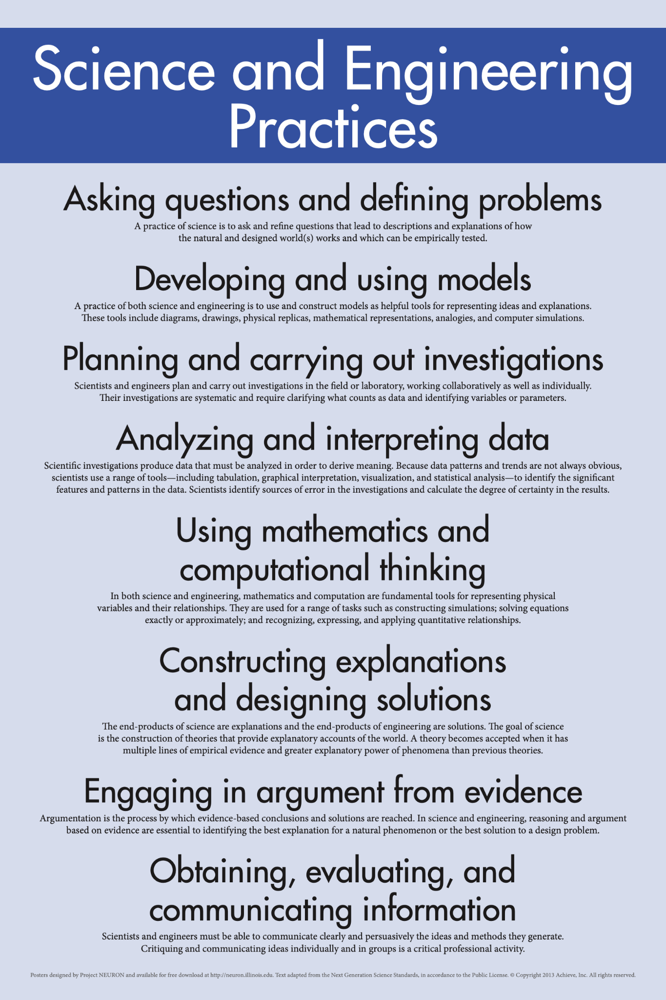 Science and Engineering
Practices
Asking questions and defining problems
A practice of science is to ask and refine questions that lead to descriptions and explanations of how
the natural and designed world(s) works and which can be empirically tested.
Developing and using models
A practice of both science and engineering is to use and construct models as helpful tools for representing ideas and explanations.
These tools include diagrams, drawings, physical replicas, mathematical representations, analogies, and computer simulations.
Planning and carrying out investigations
Scientists and engineers plan and carry out investigations in the field or laboratory, working collaboratively as well as individually.
Their investigations are systematic and require clarifying what counts as data and identifying variables or parameters.
Analyzing and interpreting data
Scientific investigations produce data that must be analyzed in order to derive meaning. Because data patterns and trends are not always obvious,
scientists use a range of tools—including tabulation, graphical interpretation, visualization, and statistical analysis—to identify the significant
features and patterns in the data. Scientists identify sources of error in the investigations and calculate the degree of certainty in the results.
Using mathematics and
computational thinking
In both science and engineering, mathematics and computation are fundamental tools for representing physical
variables and their relationships. They are used for a range of tasks such as constructing simulations; solving equations
exactly or approximately; and recognizing, expressing, and applying quantitative relationships.
Constructing explanations
and designing solutions
The end-products of science are explanations and the end-products of engineering are solutions. The goal of science
is the construction of theories that provide explanatory accounts of the world. A theory becomes accepted when it has
multiple lines of empirical evidence and greater explanatory power of phenomena than previous theories.
Engaging in argument from evidence
Argumentation is the process by which evidence-based conclusions and solutions are reached. In science and engineering, reasoning and argument
based on evidence are essential to identifying the best explanation for a natural phenomenon or the best solution to a design problem.
Obtaining, evaluating, and
communicating information
Scientists and engineers must be able to communicate clearly and persuasively the ideas and methods they generate.
Critiquing and communicating ideas individually and in groups is a critical professional activity.
Posters designed by Project NEURON and available for free download at http://neuron.illinois.edu. Text adapted from the Next Generation Science Standards, in accordance to the Public License. © Copyright 2013 Achieve, Inc. All rights reserved.